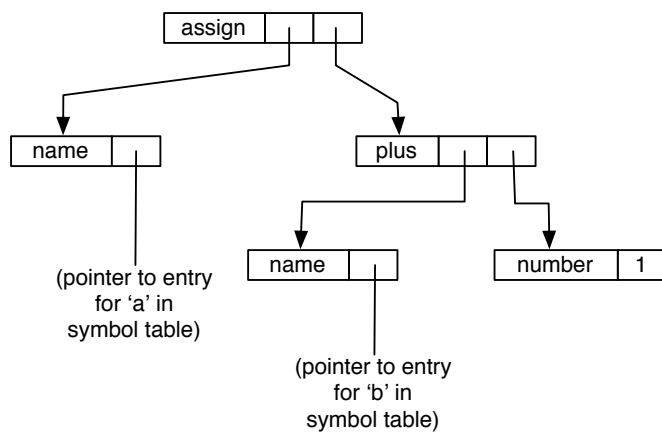 assign
name
plus
name
number 1
(pointer to entry
for ‘a’ in
symbol table)
(pointer to entry
for ‘b’ in
symbol table)